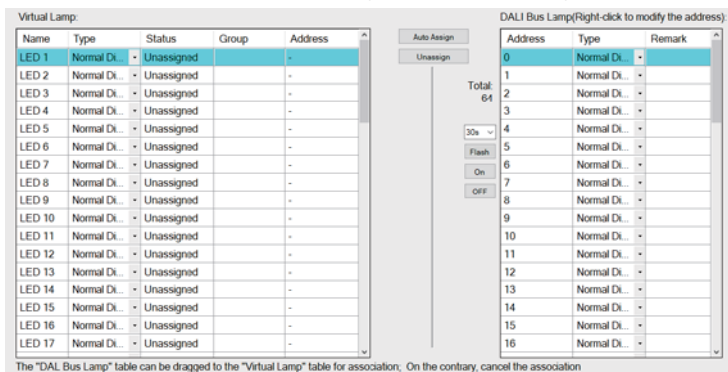 Virtual Lamp:
DALI Bus Lamp(Right-click to modify the address):
Name Type Status Group Address
Auto Assign
Address Type Remark
LED 1 Normal Di... Unassigned -
Unassign
0 Normal Di...
LED 2 Normal Di... Unassigned -
1 Normal Di...
LED 3 Normal Di... Unassigned -
Total:
64
2 Normal Di...
LED 4 Normal Di... Unassigned -
3 Normal Di...
LED 5 Normal Di... Unassigned -
30s
4 Normal Di...
LED 6 Normal Di... Unassigned -
Flash
5 Normal Di...
LED 7 Normal Di... Unassigned -
On
6 Normal Di...
LED 8 Normal Di... Unassigned -
OFF
7 Normal Di...
LED 9 Normal Di... Unassigned -
8 Normal Di...
LED 10 Normal Di... Unassigned -
9 Normal Di...
LED 11 Normal Di... Unassigned -
10 Normal Di...
LED 12 Normal Di... Unassigned -
11 Normal Di...
LED 13 Normal Di... Unassigned -
12 Normal Di...
LED 14 Normal Di... Unassigned -
13 Normal Di...
LED 15 Normal Di... Unassigned -
14 Normal Di...
LED 16 Normal Di... Unassigned -
15 Normal Di...
LED 17 Normal Di... Unassigned -
16 Normal Di...
The "DAL Bus Lamp" table can be dragged to the "Virtual Lamp" table for association; On the contrary, cancel the association